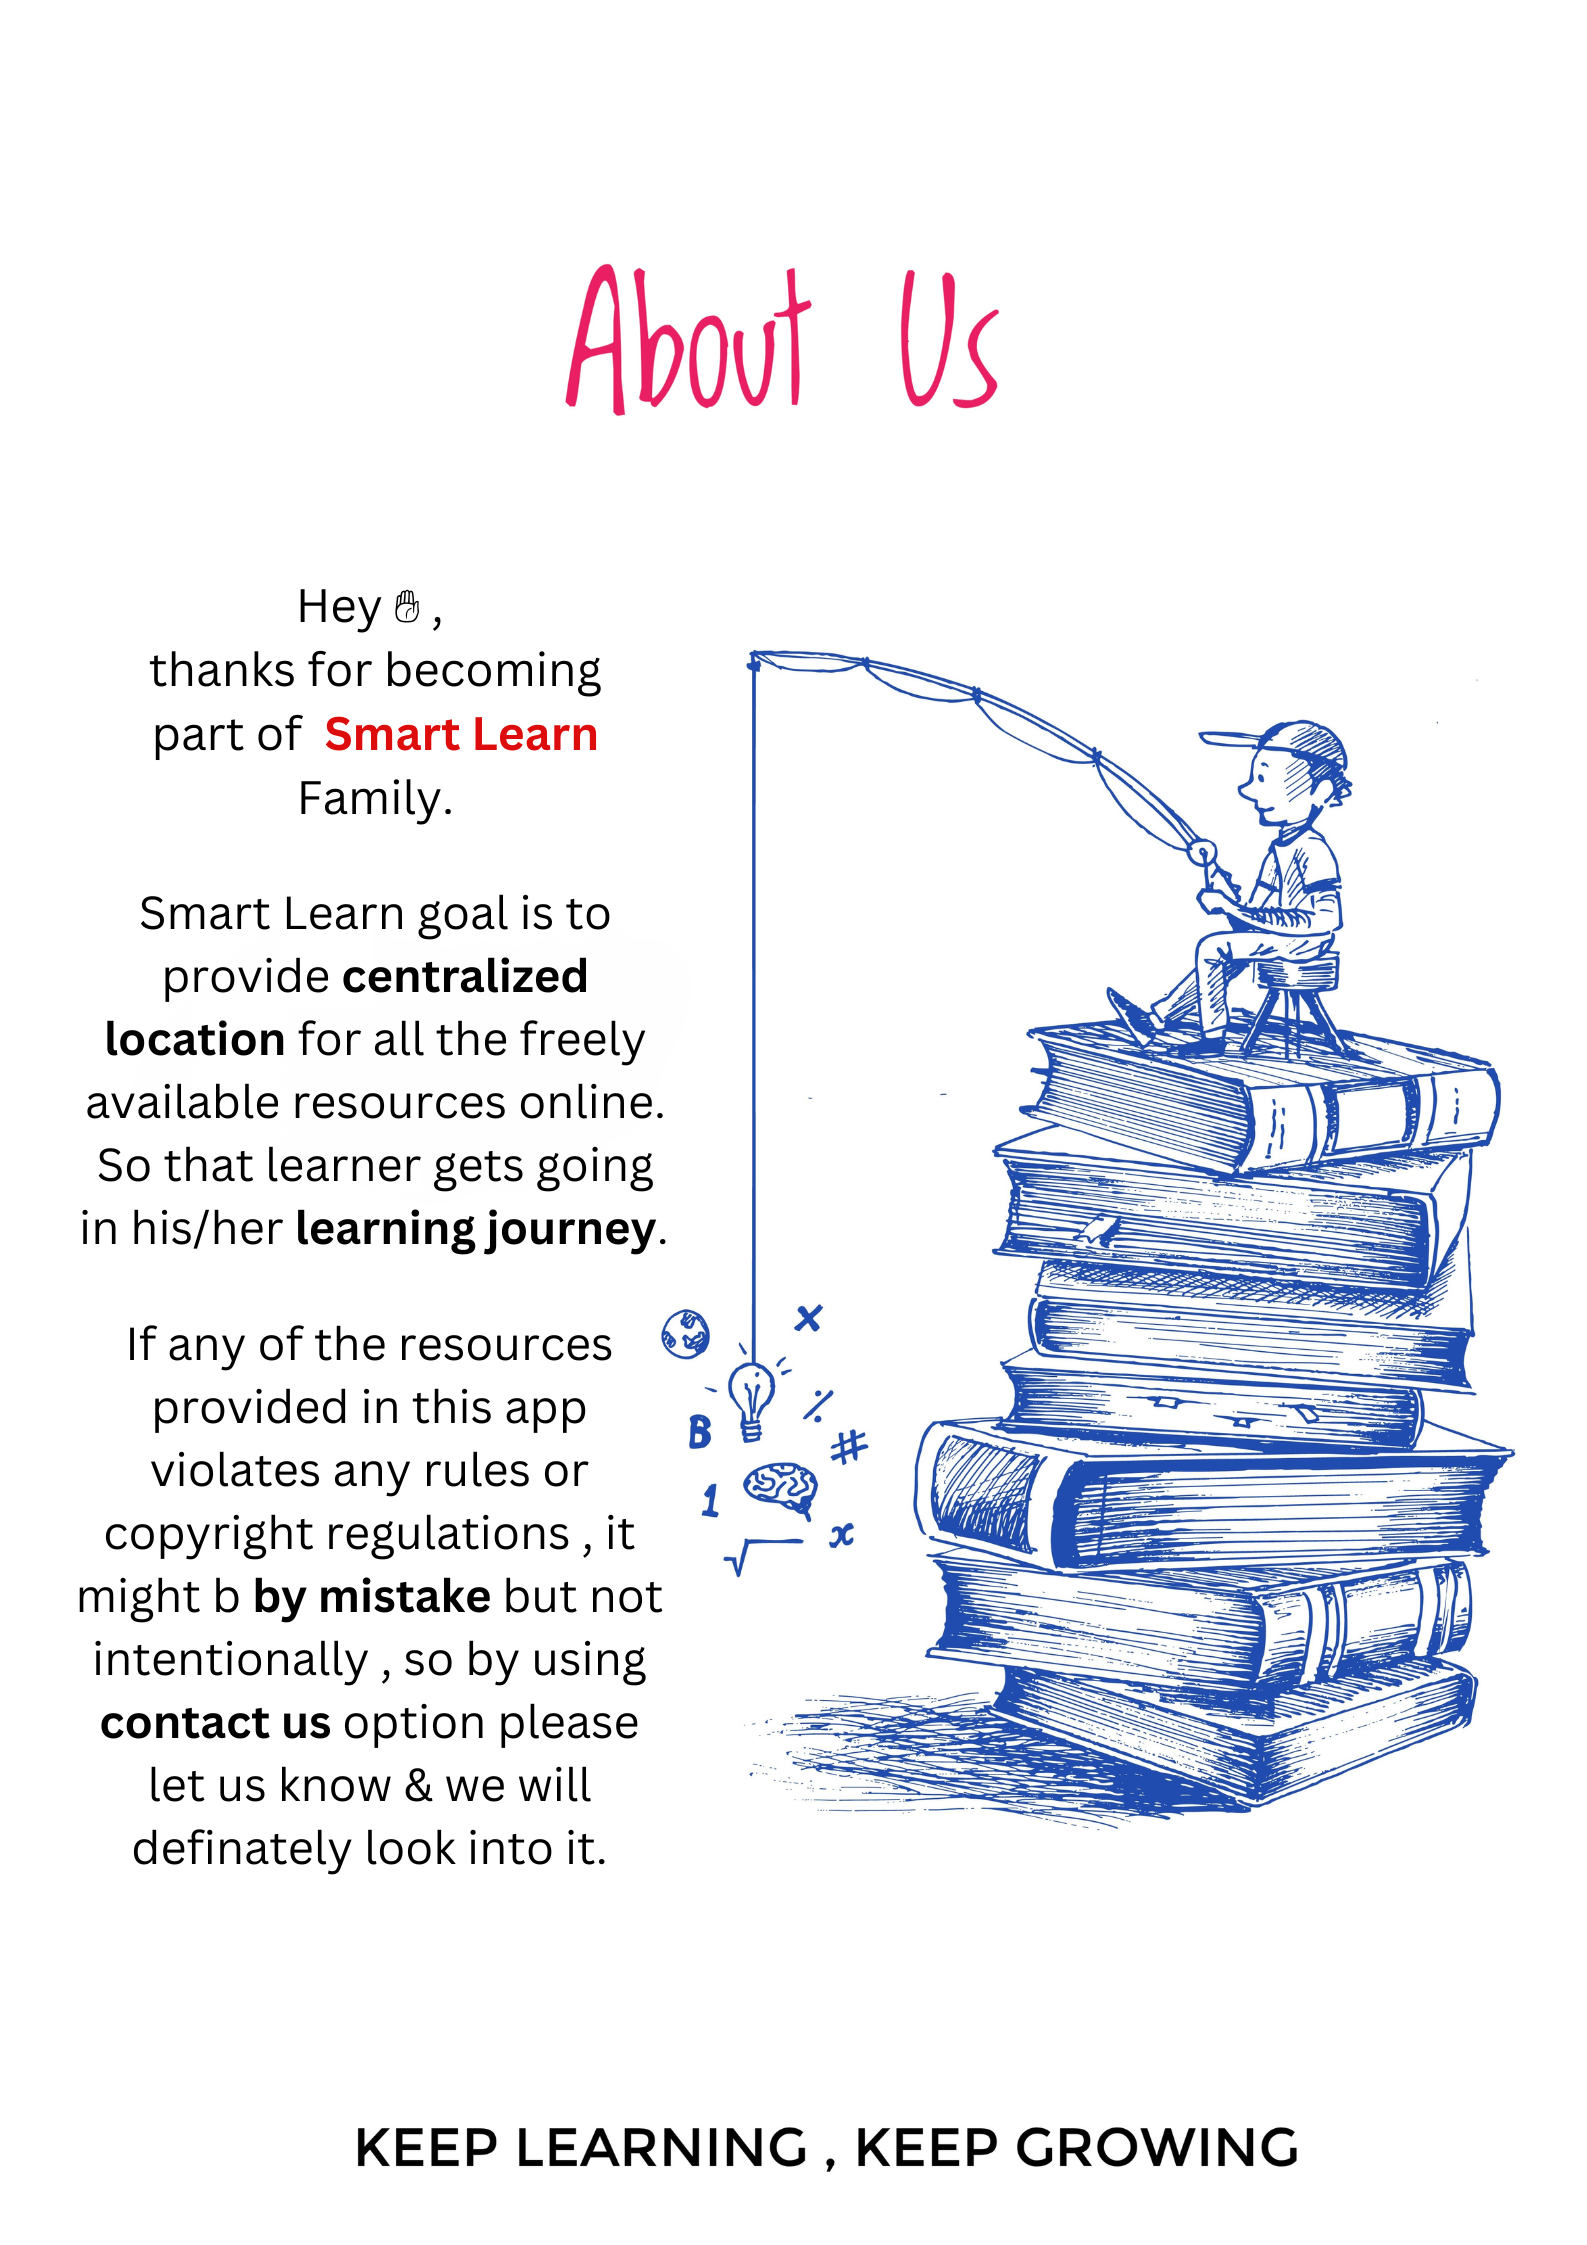 About Us
Hey ✋ ,
thanks for becoming
part of Smart Learn
Family.
Smart Learn goal is to
provide centralized
location for all the freely
available resources online.
So that learner gets going
in his/her learning journey.
If any of the resources
provided in this app
violates any rules or
copyright regulations , it
might b by mistake but not
intentionally , so by using
contact us option please
let us know & we will
definately look into it.
x
%
B
#
1
x
√
KEEP LEARNING , KEEP GROWING